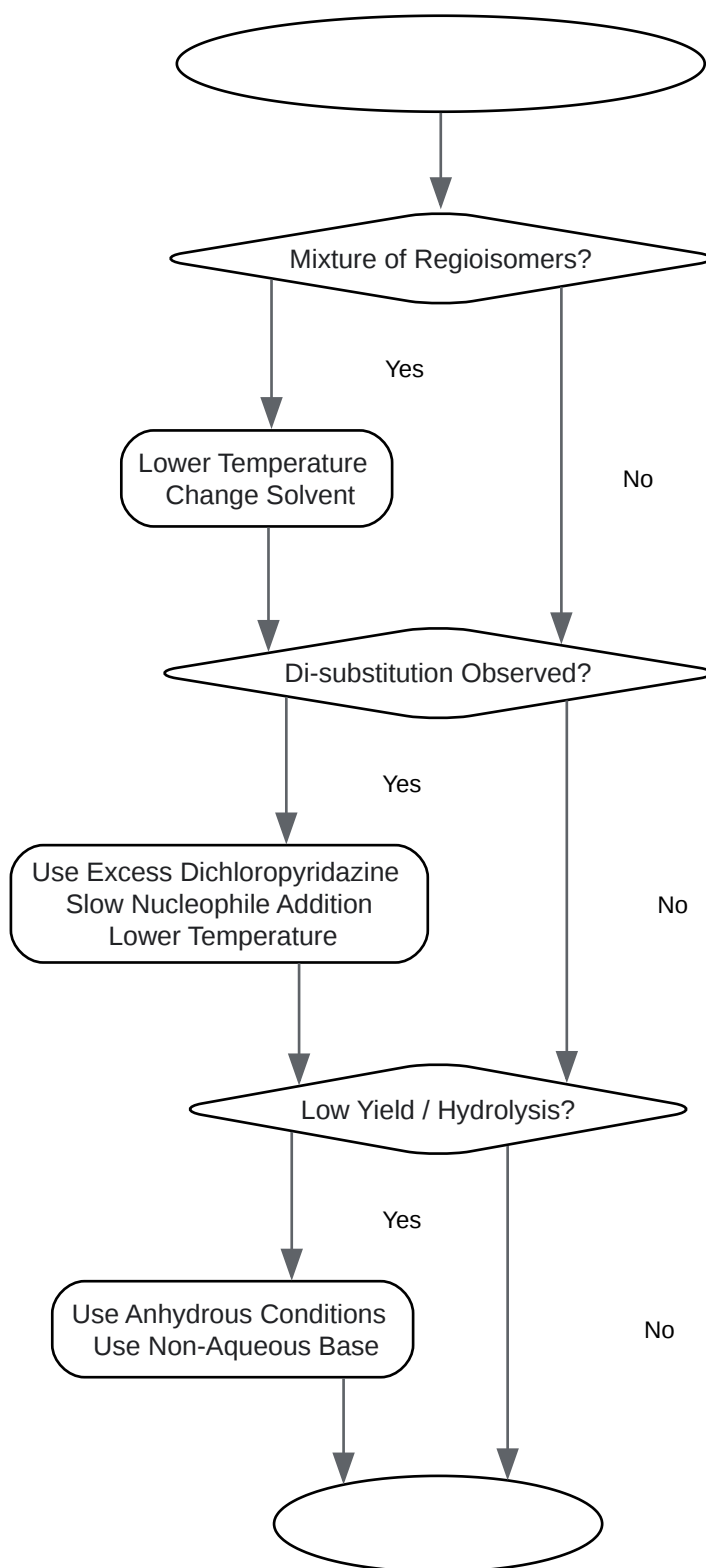 Mixture of Regioisomers?
Yes
Lower Temperature
Change Solvent
No
Di-substitution Observed?
Yes
Use Excess Dichloropyridazine
Slow Nucleophile Addition
Lower Temperature
No
Low Yield / Hydrolysis?
Yes
Use Anhydrous Conditions
Use Non-Aqueous Base
No